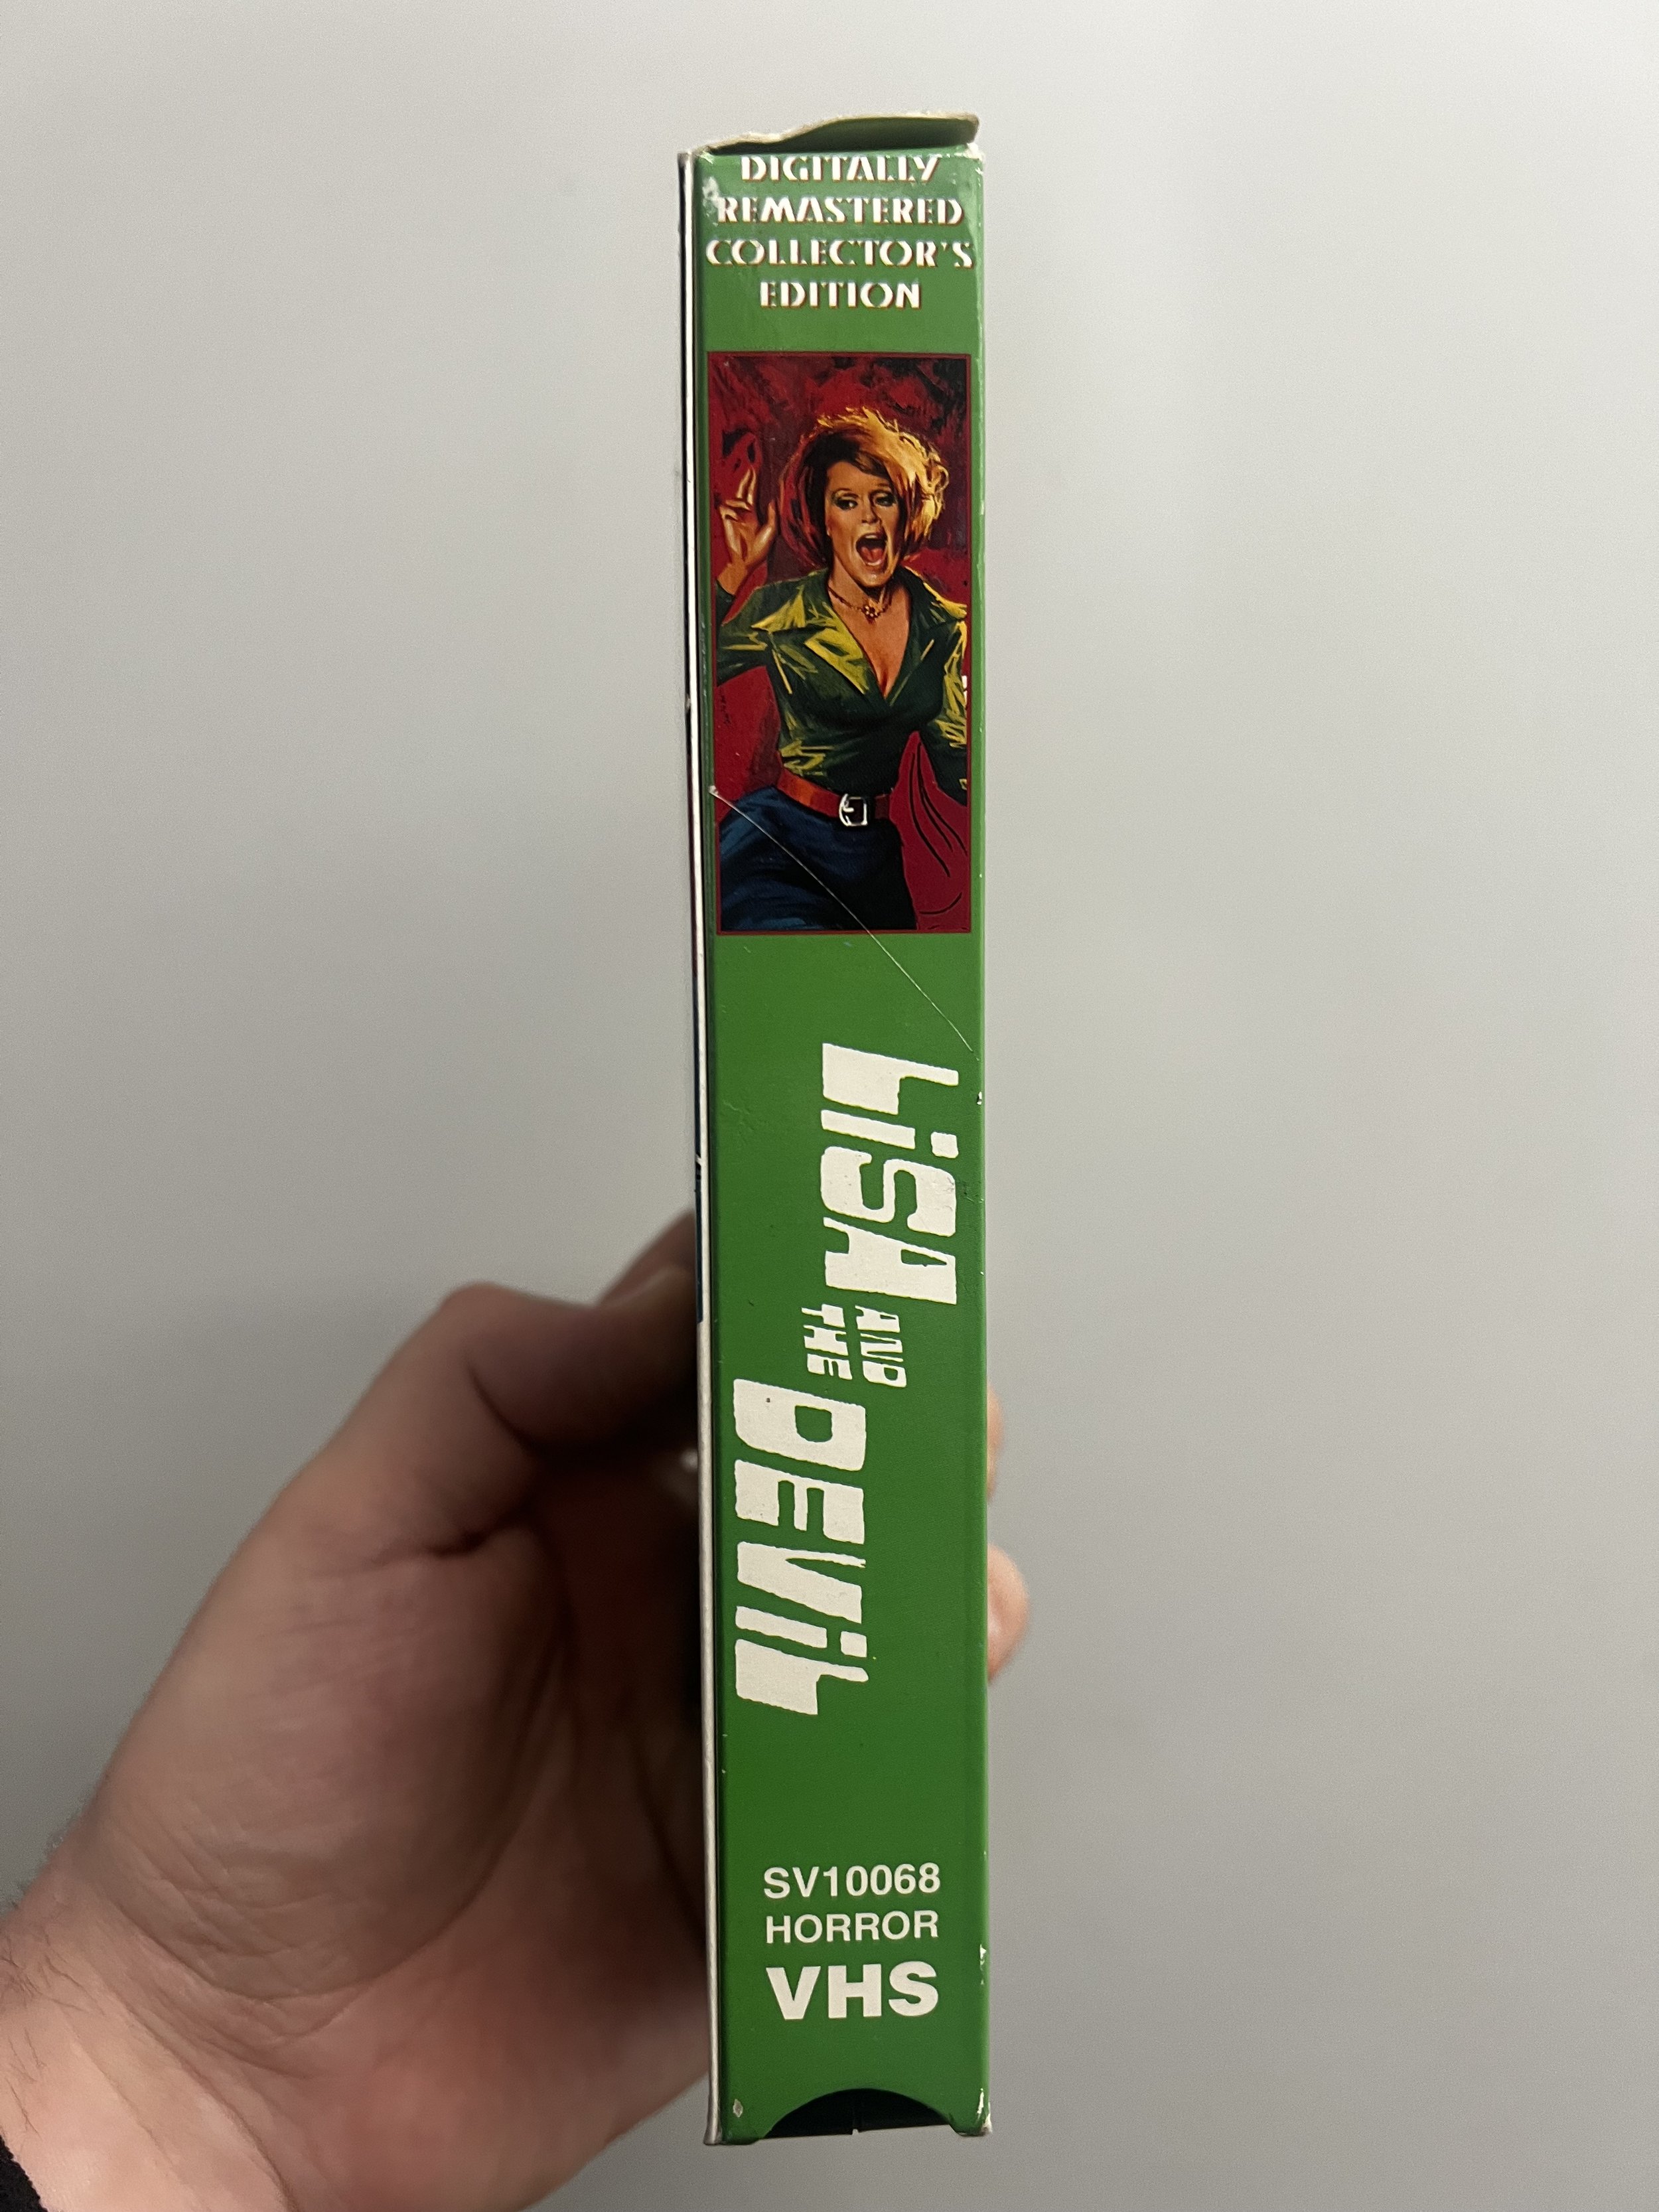 DIGITALLY
REMASTERED
COLLECTOR'S
EDITION
LiSA
AND
THE
DEViL
SV10068
HORROR
VHS